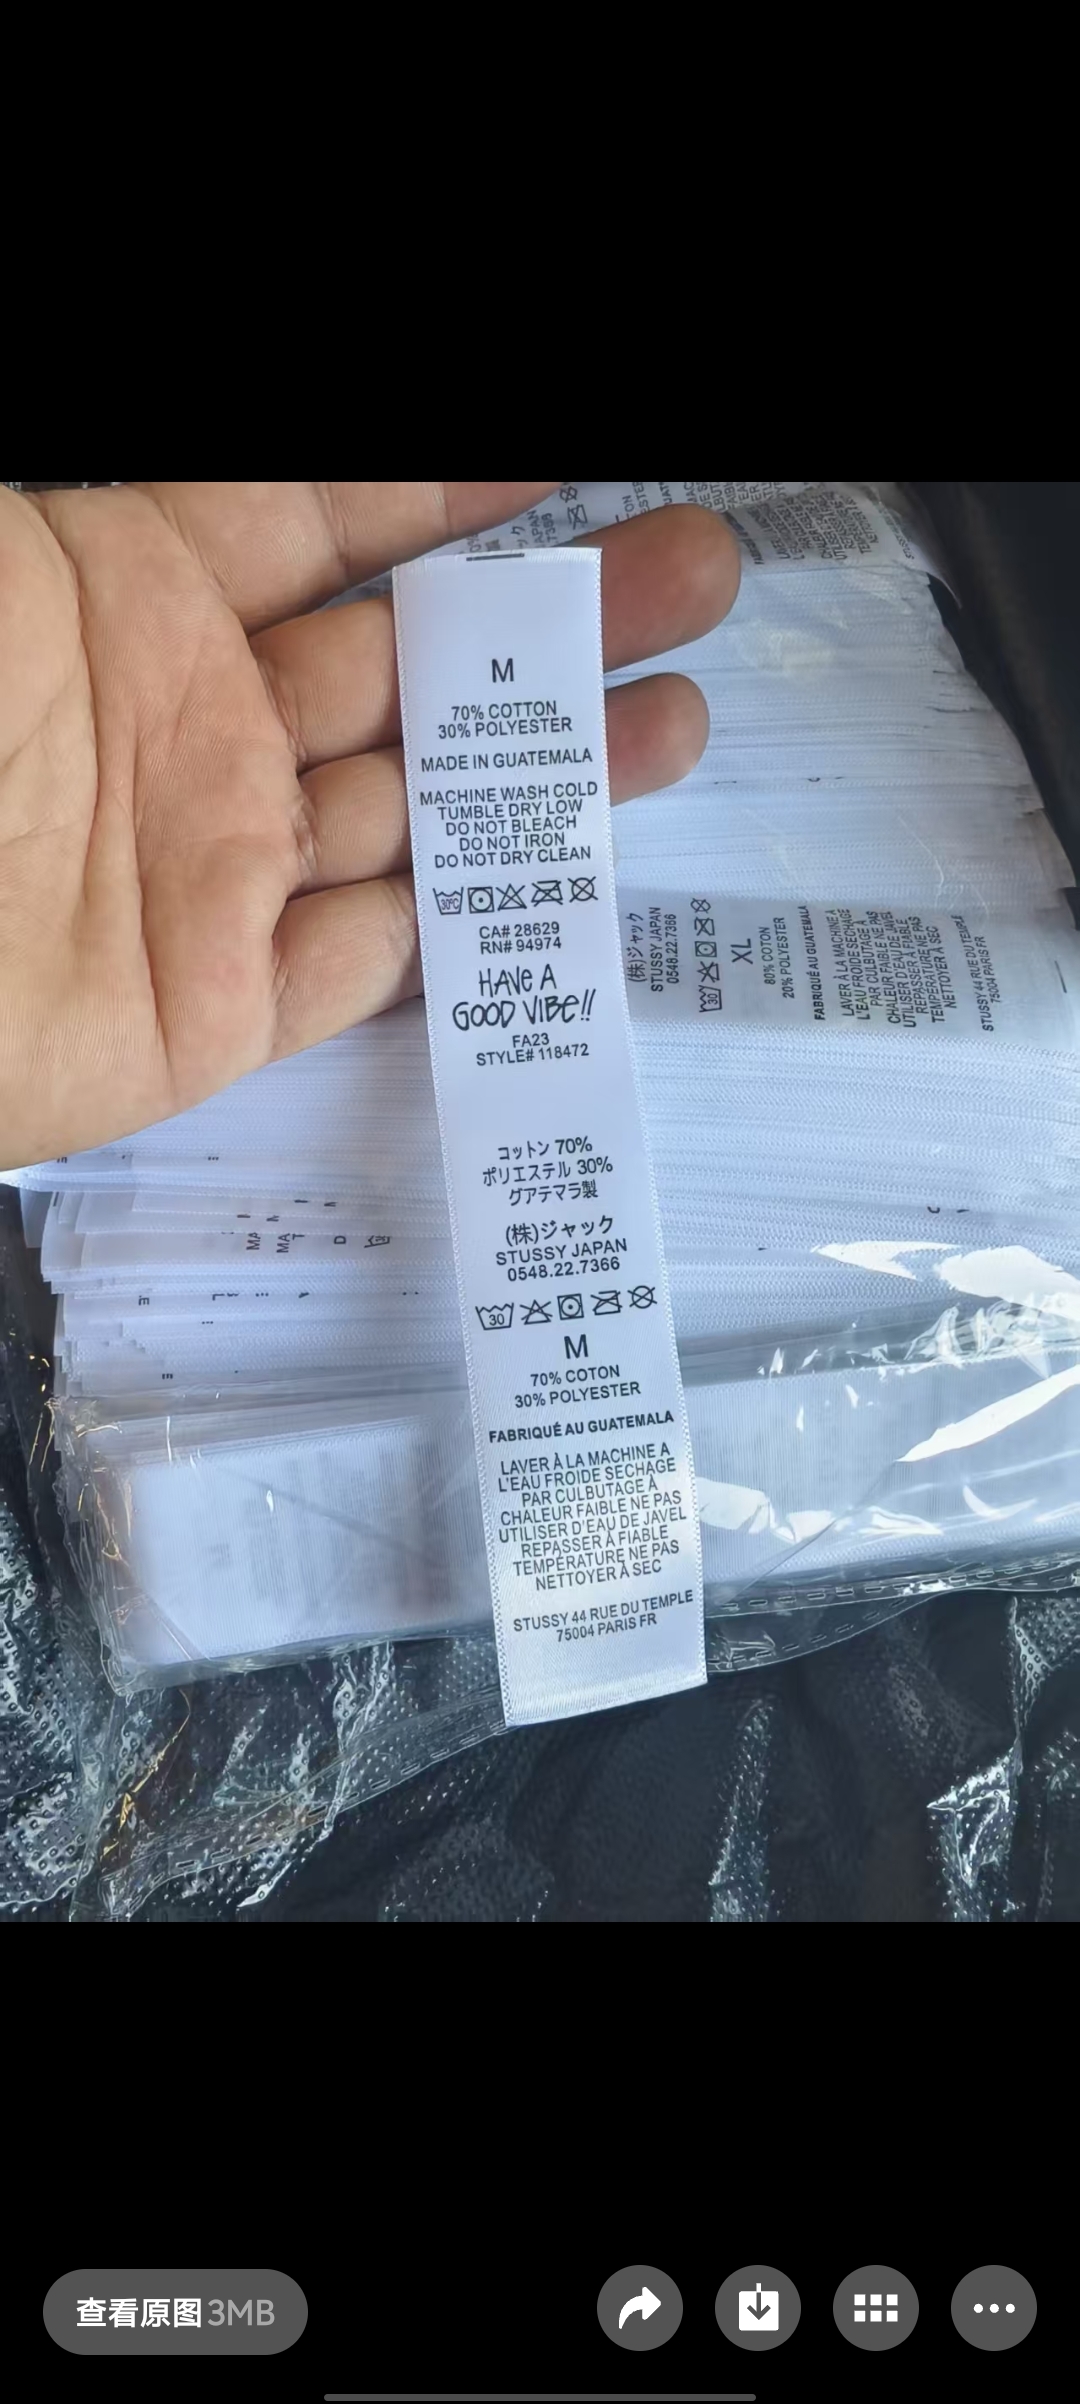 M
70% COTTON
30% POLYESTER
MADE IN GUATEMALA
MACHINE WASH COLD
TUMBLE DRY LOW
DO NOT BLEACH
DO NOT IRON
DO NOT DRY CLEAN
30°C
CA# 28629
RN# 94974
HAVE A
GOOD VIBE!!
FA23
STYLE# 118472
コットン 70%
ポリエステル 30%
グアテマラ製
(株)ジャック
STUSSY JAPAN
0548.22.7366
30
M
70% COTON
30% POLYESTER
FABRIQUÉ AU GUATEMALA
LAVER À LA MACHINE A
L'EAU FROIDE SECHAGE
PAR CULBUTAGE À
CHALEUR FAIBLE NE PAS
UTILISER D'EAU DE JAVEL
REPASSER À FIABLE
TEMPÉRATURE NE PAS
NETTOYER À SEC
STUSSY 44 RUE DU TEMPLE
75004 PARIS FR
(株)ジャック
STUSSY JAPAN
0548.22.7366
30
XL
80% COTON
20% POLYESTER
FABRIQUÉ AU GUATEMALA
LAVER À LA MACHINE A
L'EAU FROIDE SECHAGE
PAR CULBUTAGE À
CHALEUR FAIBLE NE PAS
UTILISER D'EAU DE JAVEL
REPASSER À FIABLE
TEMPÉRATURE NE PAS
NETTOYER À SEC
STUSSY 44 RUE DU TEMPLE
75004 PARIS FR
查看原图 3MB